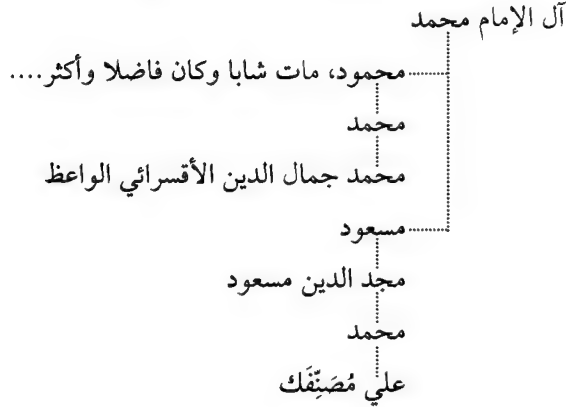 آل الإمام محمد
محمود، مات شابا وكان فاضلا وأكثر....
محمد
محمد جمال الدين الأقسرائي الواعظ
مسعود
مجد الدين مسعود
محمد
علي مُصَنِّفَك